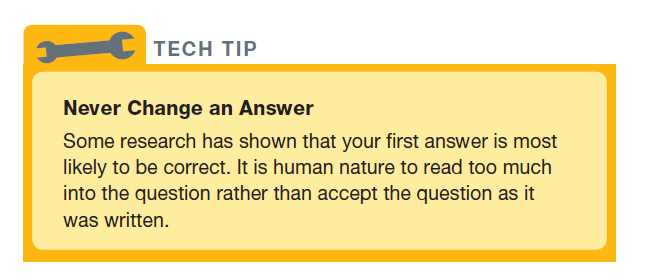 TECH TIP
Never Change an Answer
Some research has shown that your first answer is most
likely to be correct. It is human nature to read too much
into the question rather than accept the question as it
was written.